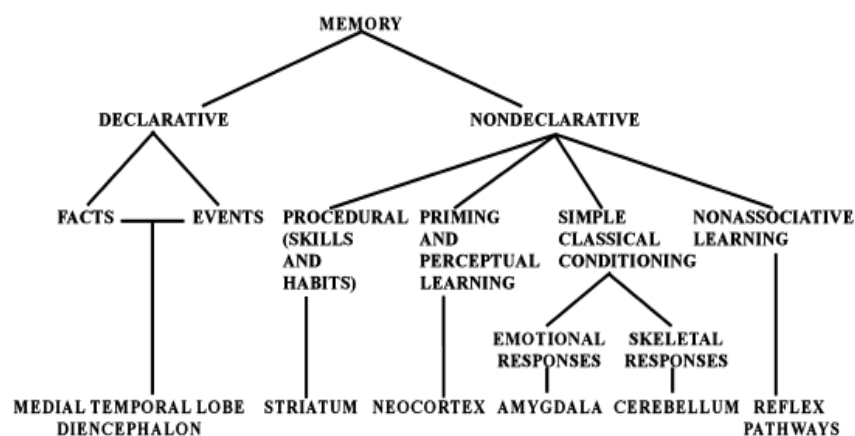 MEMORY
DECLARATIVE
NONDECLARATIVE
FACTS
EVENTS
PROCEDURAL
(SKILLS
AND
HABITS)
PRIMING
AND
PERCEPTUAL
LEARNING
SIMPLE
CLASSICAL
CONDITIONING
NONASSOCIATIVE
LEARNING
EMOTIONAL
RESPONSES
SKELETAL
RESPONSES
MEDIAL TEMPORAL LOBE
DIENCEPHALON
STRIATUM
NEOCORTEX
AMYGDALA
CEREBELLUM
REFLEX
PATHWAYS